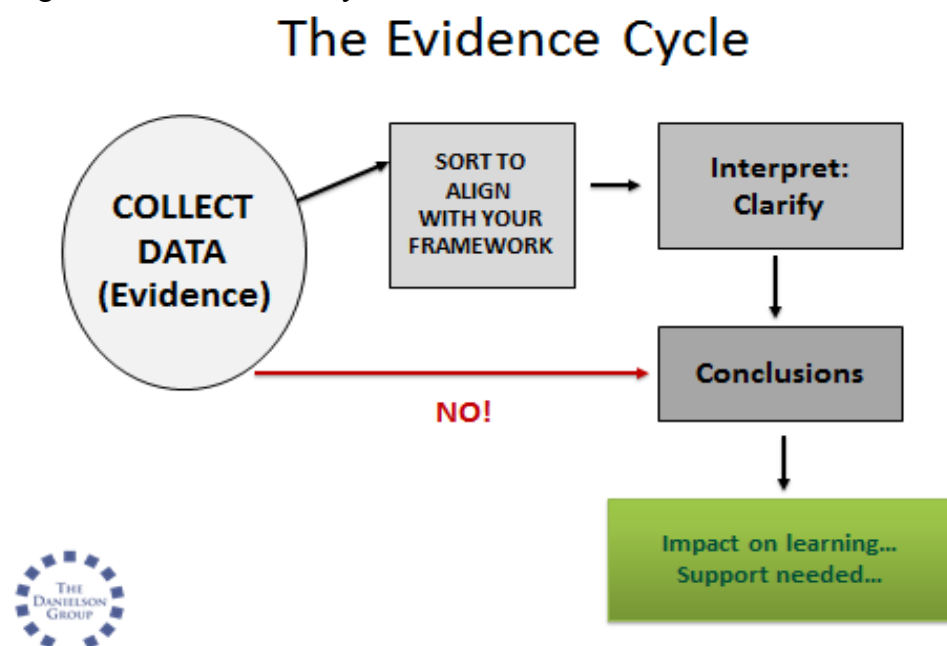 The Evidence Cycle
COLLECT
DATA
(Evidence)
SORT TO
ALIGN
WITH YOUR
FRAMEWORK
Interpret:
Clarify
Conclusions
NO!
Impact on learning...
Support needed...
THE
DANIELSON
GROUP